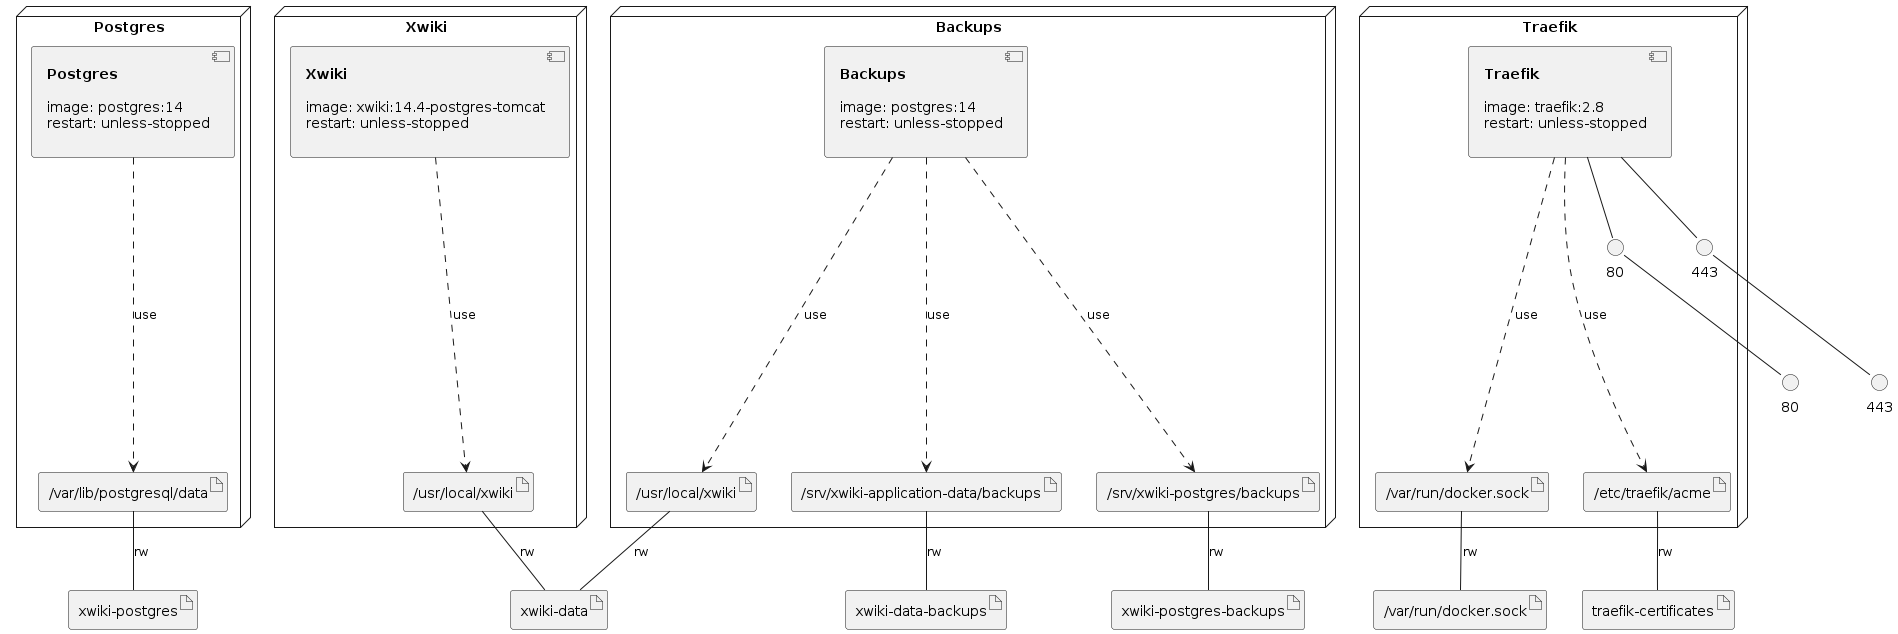 Postgres
Xwiki
Backups
Traefik
Postgres
image: postgres:14
restart: unless-stopped
Xwiki
image: xwiki:14.4-postgres-tomcat
restart: unless-stopped
Backups
image: postgres:14
restart: unless-stopped
Traefik
image: traefik:2.8
restart: unless-stopped
80
443
use
use
use
use
use
use
use
80
443
/var/lib/postgresql/data
/usr/local/xwiki
/usr/local/xwiki
/srv/xwiki-application-data/backups
/srv/xwiki-postgres/backups
/var/run/docker.sock
/etc/traefik/acme
rw
rw
rw
rw
rw
rw
rw
xwiki-postgres
xwiki-data
xwiki-data-backups
xwiki-postgres-backups
/var/run/docker.sock
traefik-certificates